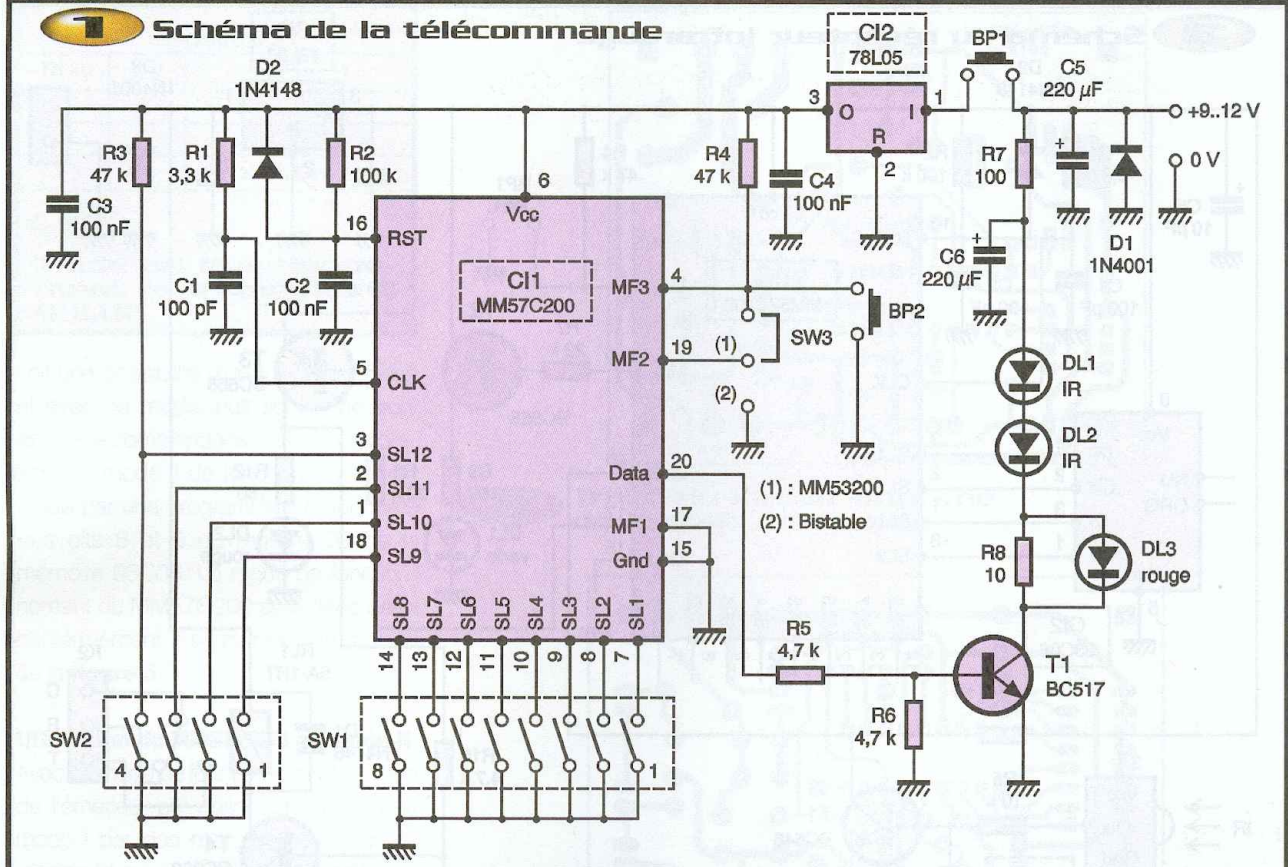 1 Schéma de la télécommande
D2
1N4148
CI2
78L05
BP1
C5
220 µF
3
O
I
1
R
2
+9..12 V
0 V
R3
47 k
R1
3,3 k
R2
100 k
R4
47 k
R7
100
C3
100 nF
C4
100 nF
6
Vcc
16
RST
C1
100 pF
C2
100 nF
CI1
MM57C200
C6
220 µF
D1
1N4001
MF3
4
BP2
SW3
MF2
19
(1)
(2)
5
CLK
DL1
IR
DL2
IR
3
SL12
2
SL11
1
SL10
18
SL9
Data
20
(1) : MM53200
(2) : Bistable
MF1
17
Gnd
15
R8
10
DL3
rouge
SL8
SL7
SL6
SL5
SL4
SL3
SL2
SL1
14
13
12
11
10
9
8
7
R5
4,7 k
T1
BC517
R6
4,7 k
SW2
4
1
SW1
8
1